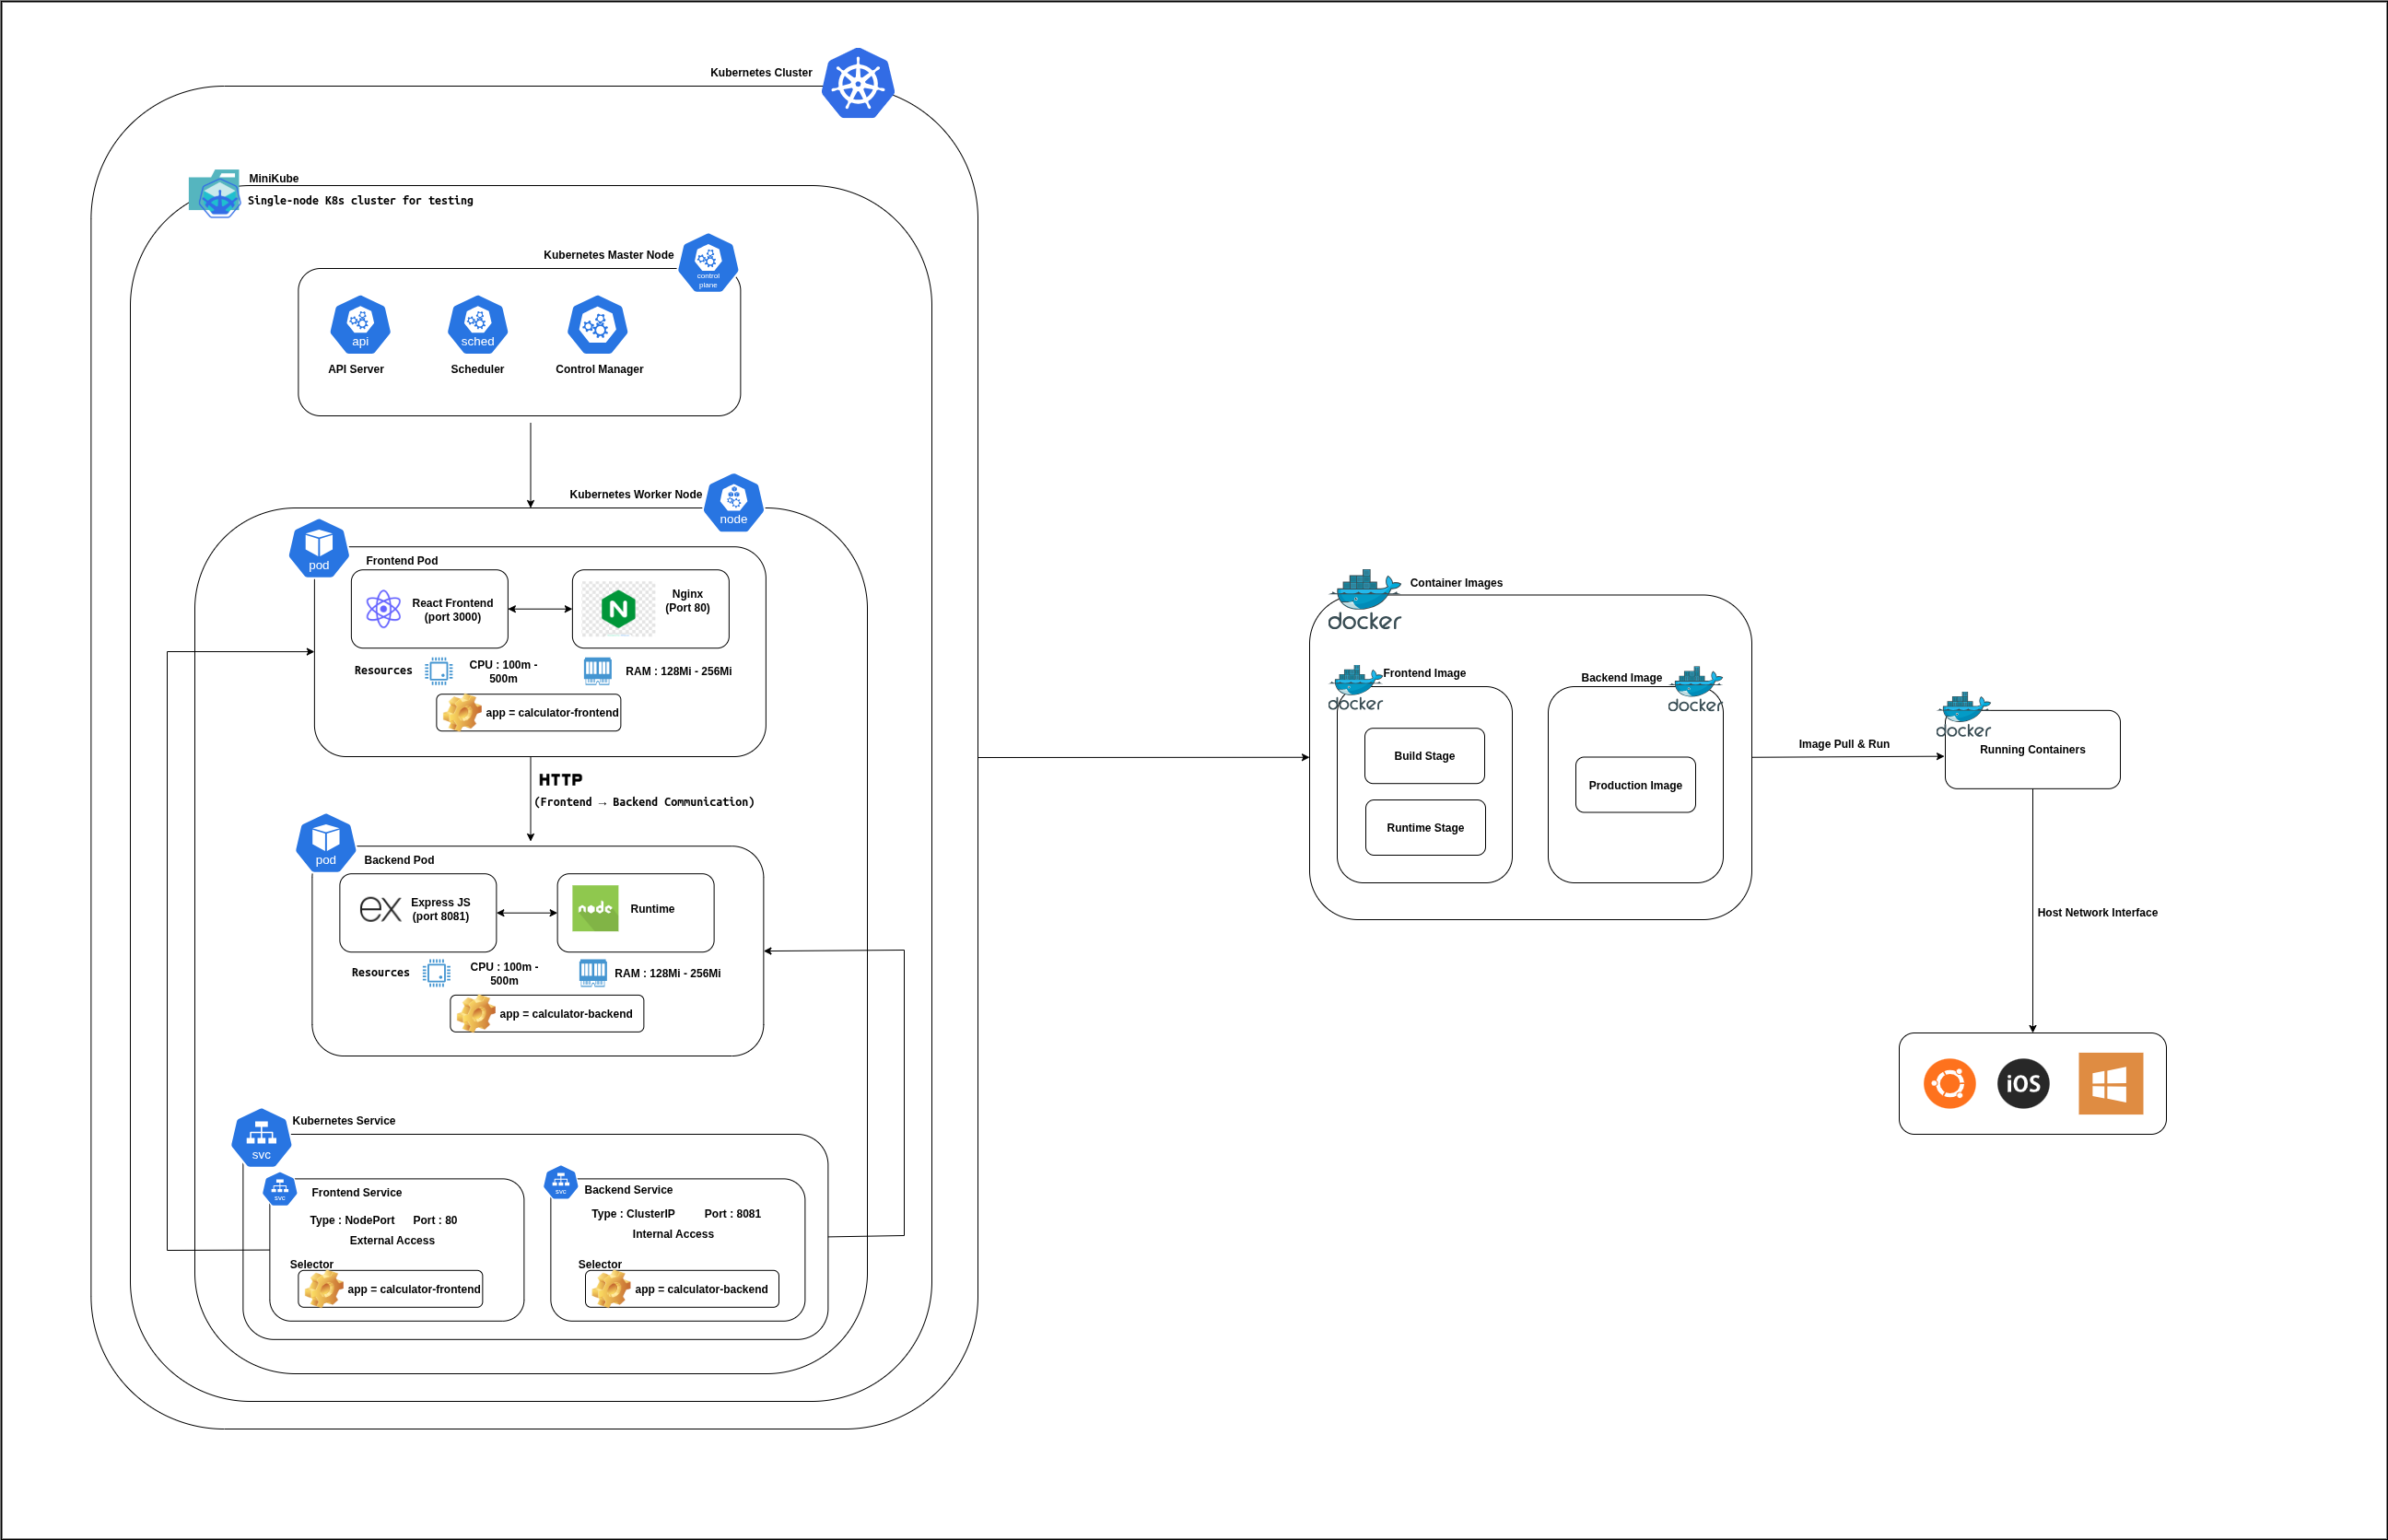 Kubernetes Cluster
MiniKube
Single-node K8s cluster for testing
Kubernetes Master Node
control
plane
api
sched
API Server
Scheduler
Control Manager
Kubernetes Worker Node
node
pod
Frontend Pod
React Frontend
(port 3000)
N
Nginx
(Port 80)
Resources
CPU : 100m -
500m
RAM : 128Mi - 256Mi
app = calculator-frontend
HTTP
(Frontend → Backend Communication)
pod
Backend Pod
ex
Express JS
(port 8081)
node
Runtime
Resources
CPU : 100m -
500m
RAM : 128Mi - 256Mi
app = calculator-backend
Kubernetes Service
svc
svc
Frontend Service
Type : NodePort
Port : 80
External Access
Selector
app = calculator-frontend
svc
Backend Service
Type : ClusterIP
Port : 8081
Internal Access
Selector
app = calculator-backend
Container Images
docker
Frontend Image
docker
Build Stage
Runtime Stage
Backend Image
docker
Production Image
Image Pull & Run
docker
Running Containers
Host Network Interface
iOS